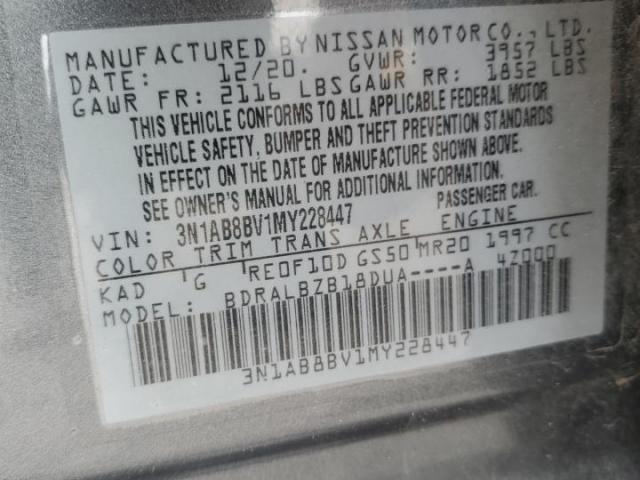 MANUFACTURED BY NISSAN MOTOR CO., LTD.
DATE: 12/20. GVWR: 3957 LBS
GAWR FR: 2116 LBS GAWR RR: 1852 LBS
THIS VEHICLE CONFORMS TO ALL APPLICABLE FEDERAL MOTOR
VEHICLE SAFETY, BUMPER AND THEFT PREVENTION STANDARDS
IN EFFECT ON THE DATE OF MANUFACTURE SHOWN ABOVE.
SEE OWNER'S MANUAL FOR ADDITIONAL INFORMATION.
VIN: 3N1AB8BV1MY228447 PASSENGER CAR.
COLOR TRIM TRANS AXLE ENGINE
KAD G RE0F10D GS50 MR20 1997 CC
MODEL: BDRALBZB18DUA----A 4Z000
3N1AB8BV1MY228447